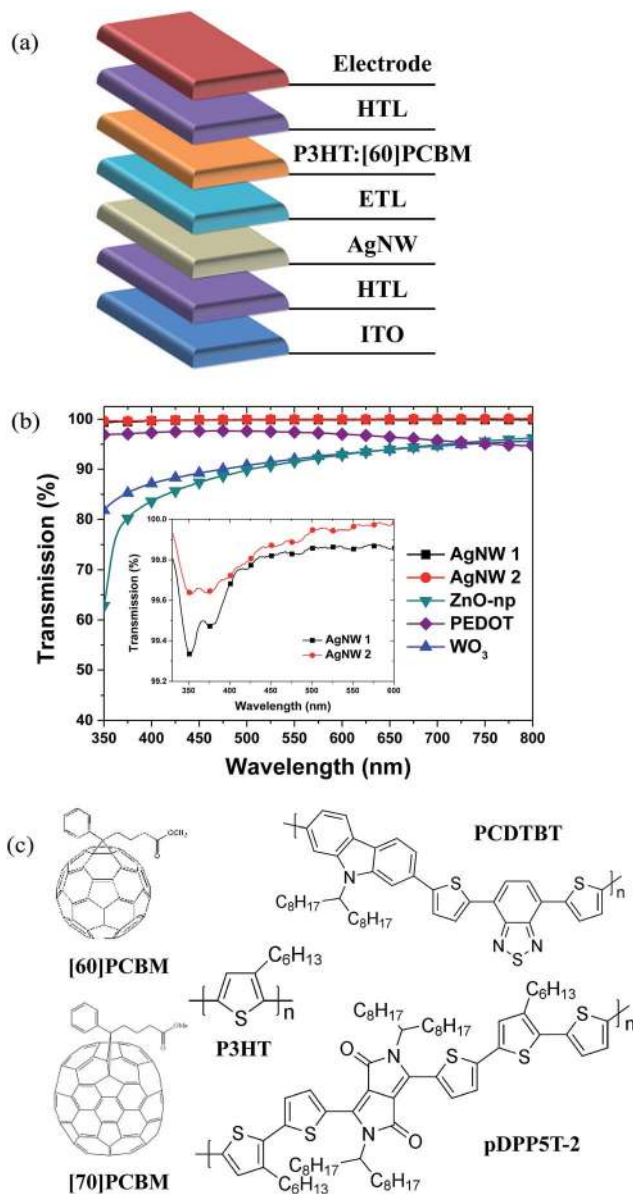 (a)
Electrode
HTL
P3HT:[60]PCBM
ETL
AgNW
HTL
ITO
(b)
100
90
80
70
60
50
40
Transmission (%)
350 400 450 500 550 600 650 700 750 800
Wavelength (nm)
AgNW 1
AgNW 2
ZnO-np
PEDOT
WO3
100.0
99.8
99.6
99.4
99.2
Transmission (%)
350 400 450 500 550 600
Wavelength (nm)
AgNW 1
AgNW 2
(c)
OCH3
O
[60]PCBM
OMe
O
[70]PCBM
C6H13
S
n
P3HT
PCDTBT
N
C8H17
C8H17
S
N
N
S
S
n
C6H13
C8H17
C8H17
S
S
n
O
N
S
S
S
N
O
S
C6H13
C8H17
C8H17
pDPP5T-2